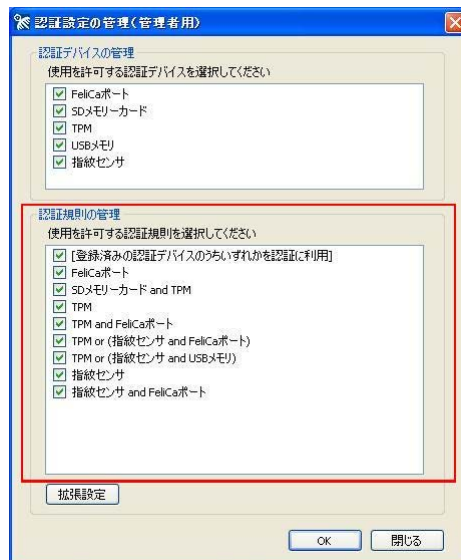 認証設定の管理(管理者用)
認証デバイスの管理
使用を許可する認証デバイスを選択してください
FeliCaポート
SDメモリーカード
TPM
USBメモリ
指紋センサ
認証規則の管理
使用を許可する認証規則を選択してください
[登録済みの認証デバイスのうちいずれかを認証に利用]
FeliCaポート
SDメモリーカード and TPM
TPM
TPM and FeliCaポート
TPM or (指紋センサ and FeliCaポート)
TPM or (指紋センサ and USBメモリ)
指紋センサ
指紋センサ and FeliCaポート
拡張設定
OK
閉じる